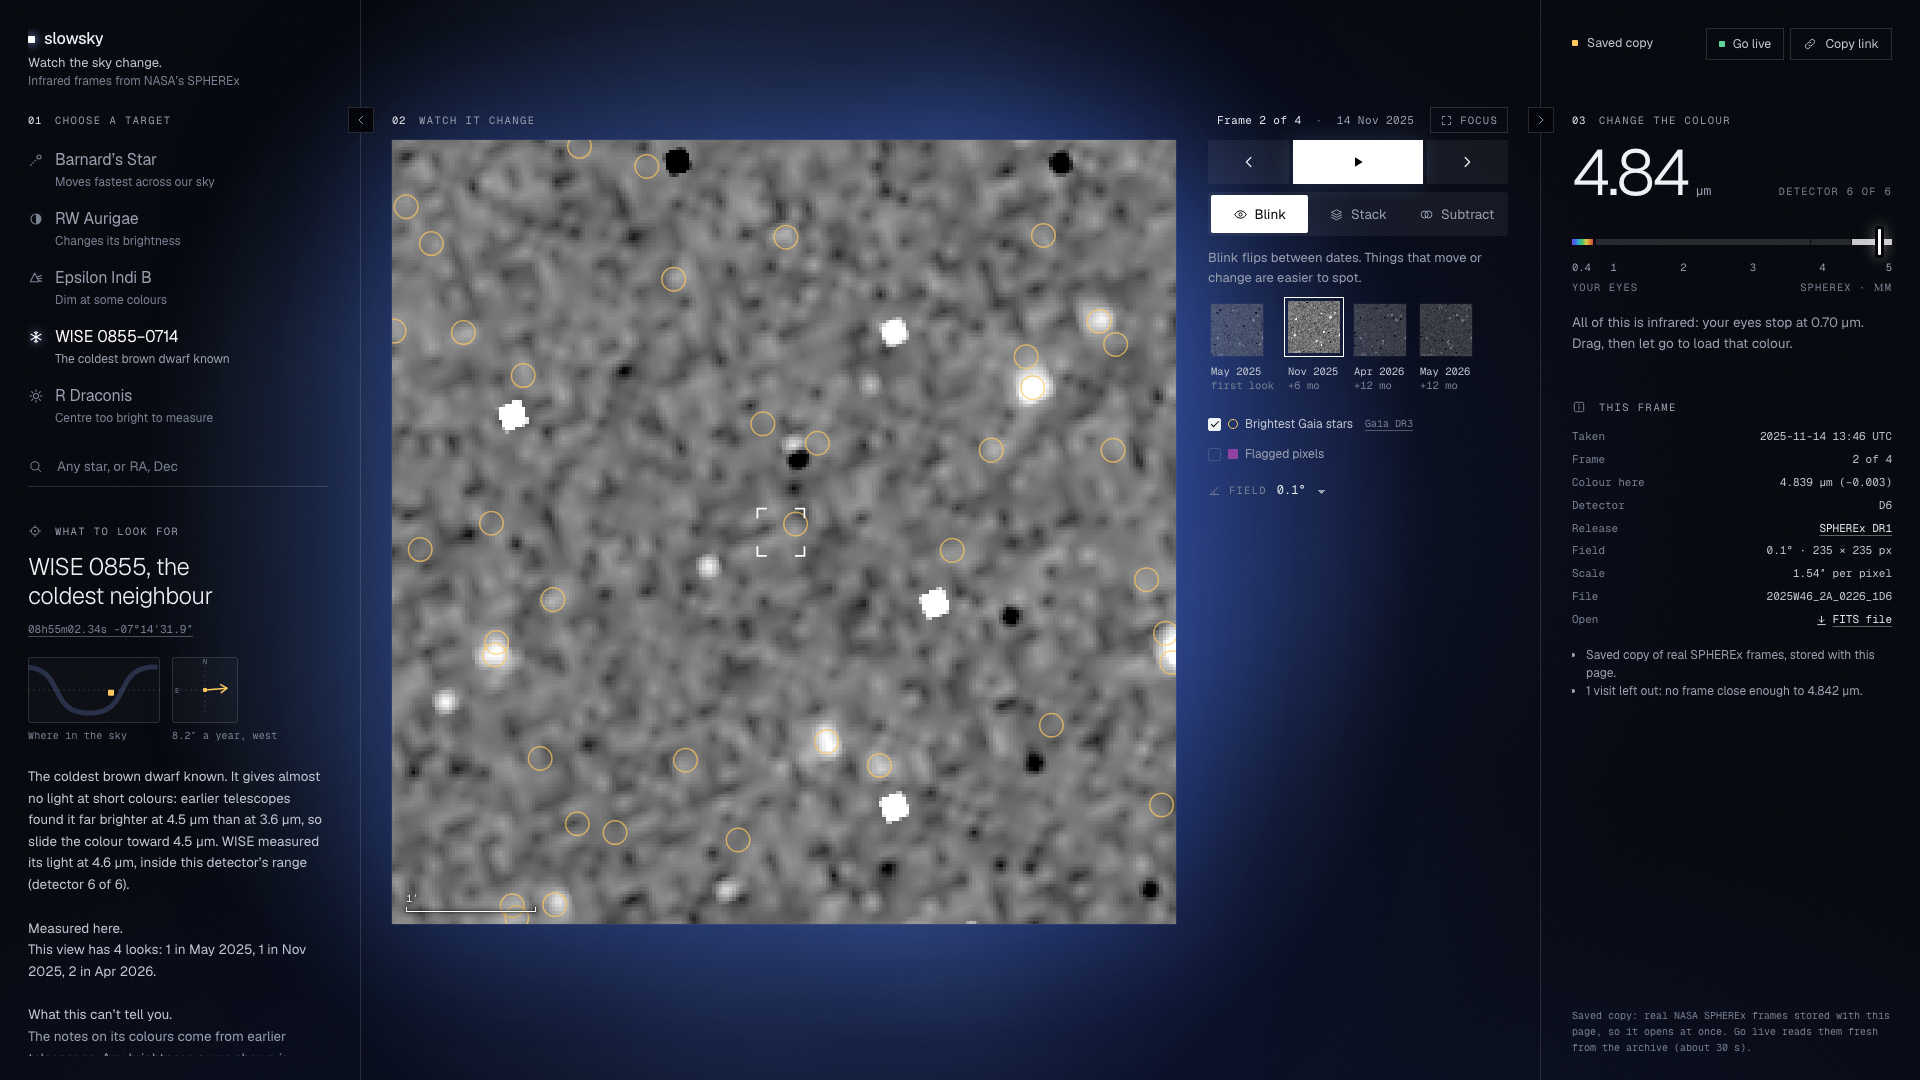 slowsky
Watch the sky change.
Infrared frames from NASA's SPHEREx
01 CHOOSE A TARGET
Barnard's Star
Moves fastest across our sky
RW Aurigae
Changes its brightness
Epsilon Indi B
Dim at some colours
WISE 0855–0714
The coldest brown dwarf known
R Draconis
Centre too bright to measure
Any star, or RA, Dec
WHAT TO LOOK FOR
WISE 0855, the
coldest neighbour
08h55m02.34s -07°14′31.9″
N
E
Where in the sky
8.2″ a year, west
The coldest brown dwarf known. It gives almost
no light at short colours: earlier telescopes
found it far brighter at 4.5 µm than at 3.6 µm, so
slide the colour toward 4.5 µm. WISE measured
its light at 4.6 µm, inside this detector's range
(detector 6 of 6).
Measured here.
This view has 4 looks: 1 in May 2025, 1 in Nov
2025, 2 in Apr 2026.
What this can't tell you.
The notes on its colours come from earlier
02 WATCH IT CHANGE
Frame 2 of 4 · 14 Nov 2025
FOCUS
1′
Blink
Stack
Subtract
Blink flips between dates. Things that move or
change are easier to spot.
May 2025
first look
Nov 2025
+6 mo
Apr 2026
+12 mo
May 2026
+12 mo
Brightest Gaia stars Gaia DR3
Flagged pixels
FIELD 0.1°
Saved copy
Go live
Copy link
03 CHANGE THE COLOUR
4.84 µm
DETECTOR 6 OF 6
0.4 1 2 3 4 5
YOUR EYES
SPHEREX · MM
All of this is infrared: your eyes stop at 0.70 µm.
Drag, then let go to load that colour.
THIS FRAME
Taken 2025-11-14 13:46 UTC
Frame 2 of 4
Colour here 4.839 µm (-0.003)
Detector D6
Release SPHEREx DR1
Field 0.1° · 235 × 235 px
Scale 1.54″ per pixel
File 2025W46_2A_0226_1D6
Open FITS file
• Saved copy of real SPHEREx frames, stored with this
page.
• 1 visit left out: no frame close enough to 4.842 µm.
Saved copy: real NASA SPHEREx frames stored with this
page, so it opens at once. Go live reads them fresh
from the archive (about 30 s).